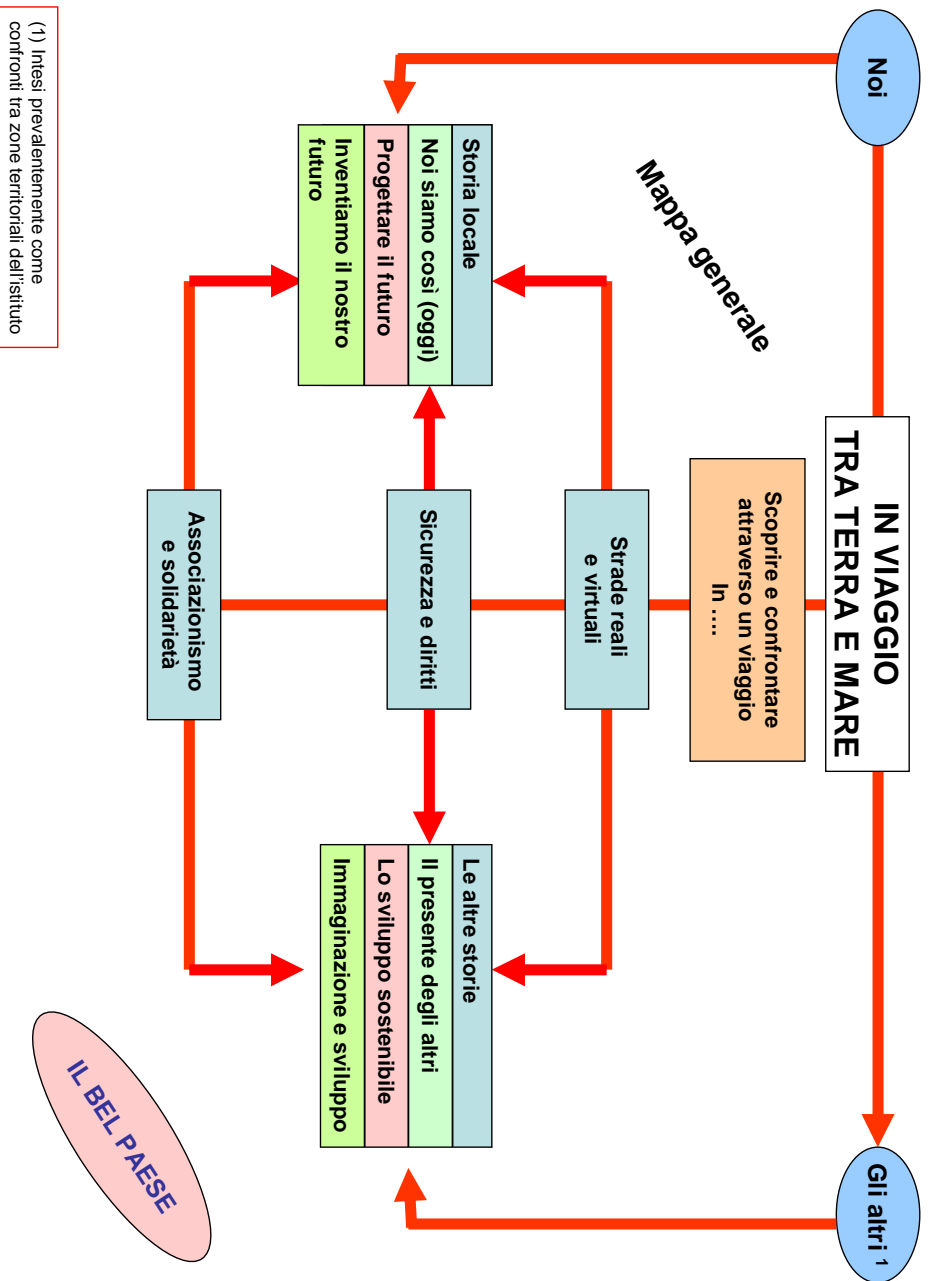 Noi
IN VIAGGIO
TRA TERRA E MARE
Gli altri ¹
Mappa generale
Scoprire e confrontare
attraverso un viaggio
In ....
Strade reali
e virtuali
Storia locale
Noi siamo così (oggi)
Progettare il futuro
Inventiamo il nostro
futuro
Sicurezza e diritti
Le altre storie
Il presente degli altri
Lo sviluppo sostenibile
Immaginazione e sviluppo
Associazionismo
e solidarietà
IL BEL PAESE
(1) Intesi prevalentemente come
confronti tra zone territoriali dell'istituto